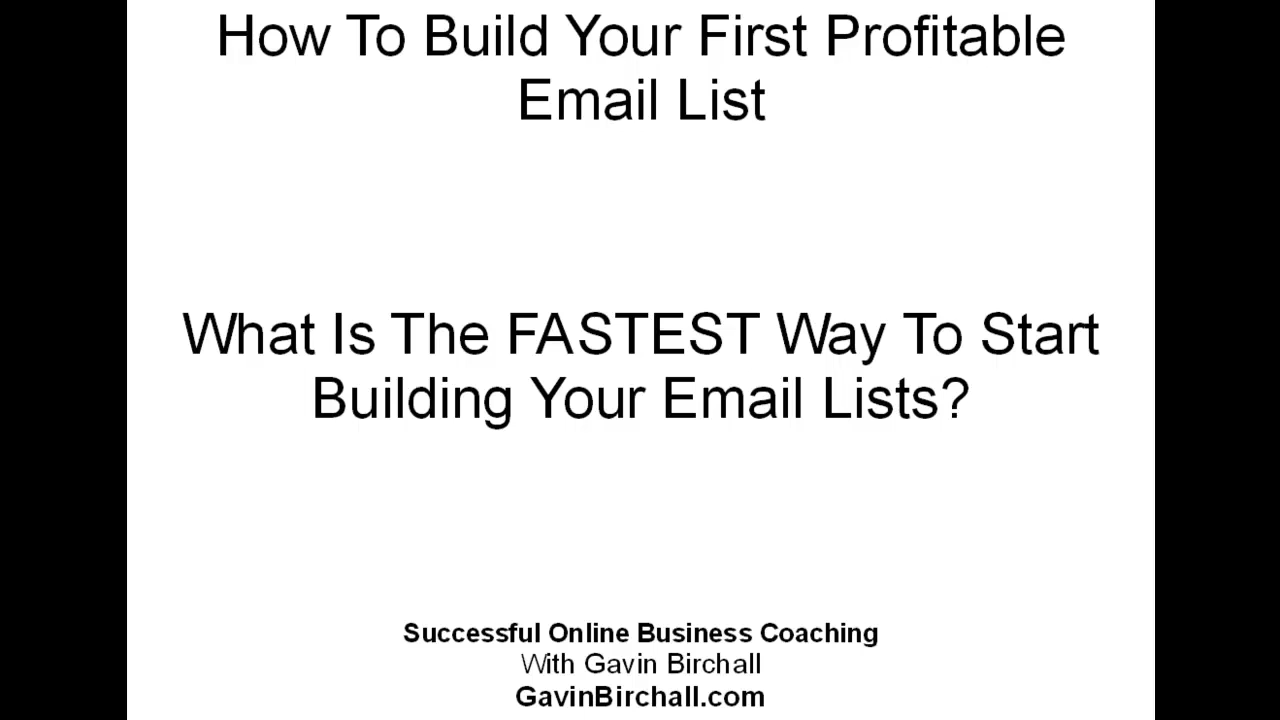 How To Build Your First Profitable
Email List
What Is The FASTEST Way To Start
Building Your Email Lists?
Successful Online Business Coaching
With Gavin Birchall
GavinBirchall.com